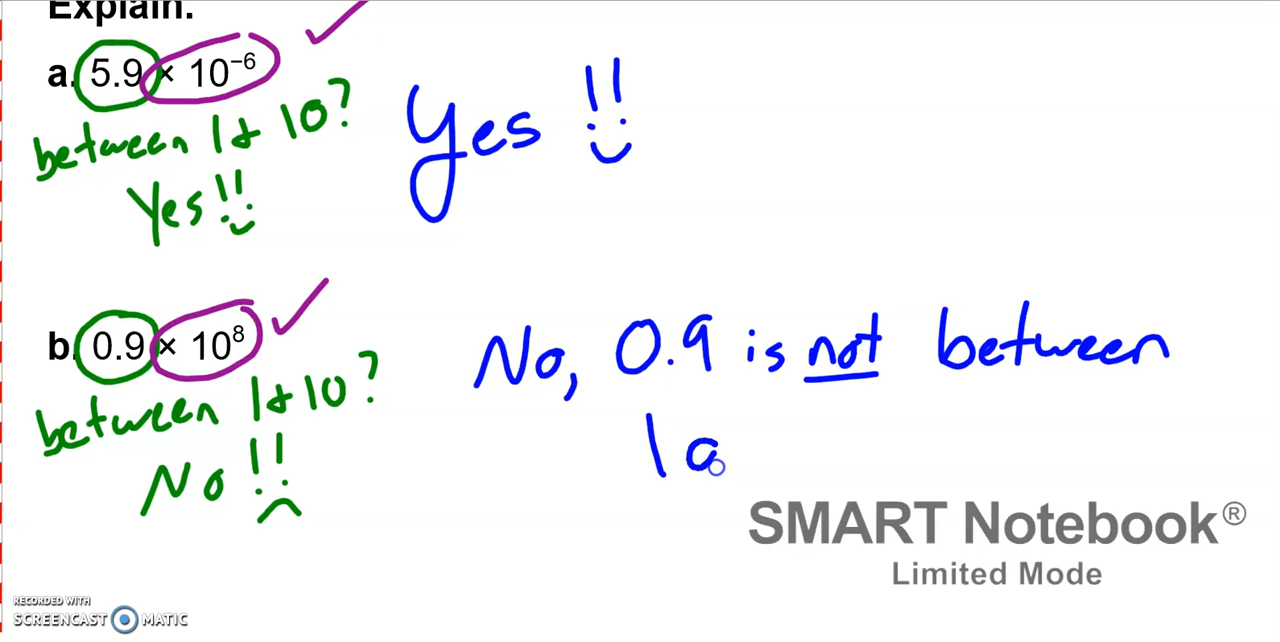 Explain.
a. 5.9 × 10⁻⁶
between 1 & 10?
Yes!!
Yes !!
b. 0.9 × 10⁸
between 1 & 10?
No !!
No, 0.9 is not between
1 a
SMART Notebook®
Limited Mode
RECORDED WITH
SCREENCAST MATIC